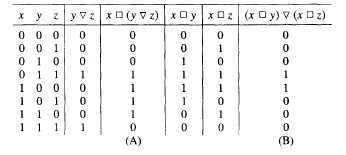 x y z y ▽ z x □ (y ▽ z) x □ y x □ z (x □ y) ▽ (x □ z)
0 0 0 0 0 0 0 0
0 0 1 0 0 0 1 0
0 1 0 0 0 1 0 0
0 1 1 1 1 1 1 1
1 0 0 0 1 1 1 1
1 0 1 0 1 1 0 0
1 1 0 0 1 0 1 0
1 1 1 1 0 0 0 0
(A) (B)